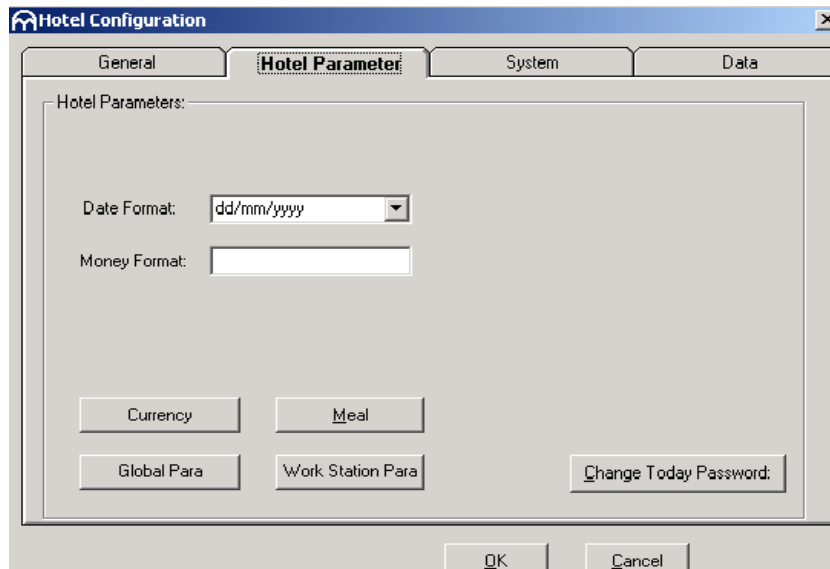 Hotel Configuration
General Hotel Parameter System Data
Hotel Parameters:
Date Format: dd/mm/yyyy
Money Format:
Currency Meal
Global Para Work Station Para Change Today Password:
OK Cancel